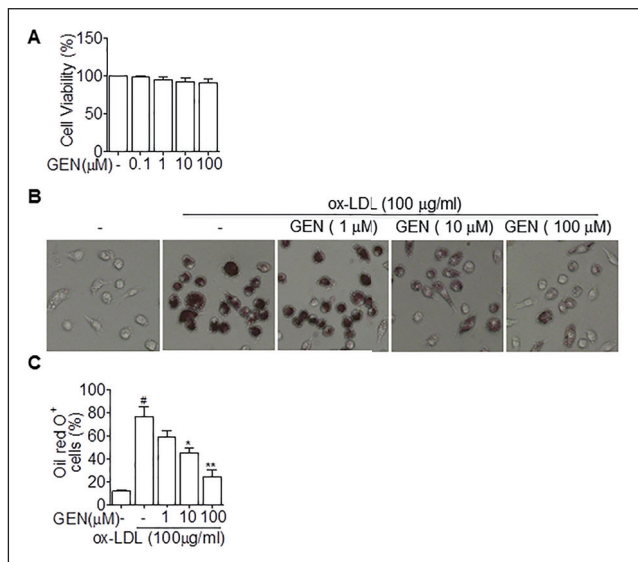 A
Cell Viability (%)
150
100
50
0
GEN(μM) - 0.1 1 10 100
B
ox-LDL (100 μg/ml)
- - GEN ( 1 μM) GEN ( 10 μM) GEN ( 100 μM)
C
Oil red O+
cells (%)
100
80
60
40
20
0
#
*
**
GEN(μM)- - 1 10 100
ox-LDL (100μg/ml)